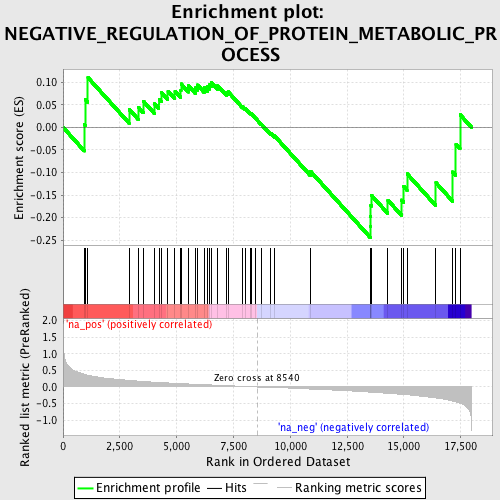 Enrichment plot:
NEGATIVE_REGULATION_OF_PROTEIN_METABOLIC_PR
OCESS
Enrichment score (ES)
0.10
0.05
0.00
-0.05
-0.10
-0.15
-0.20
-0.25
'na_pos' (positively correlated)
Ranked list metric (PreRanked)
2.0
1.5
1.0
0.5
0.0
-0.5
-1.0
Zero cross at 8540
'na_neg' (negatively correlated)
0
2,500
5,000
7,500
10,000
12,500
15,000
17,500
Rank in Ordered Dataset
Enrichment profile
Hits
Ranking metric scores